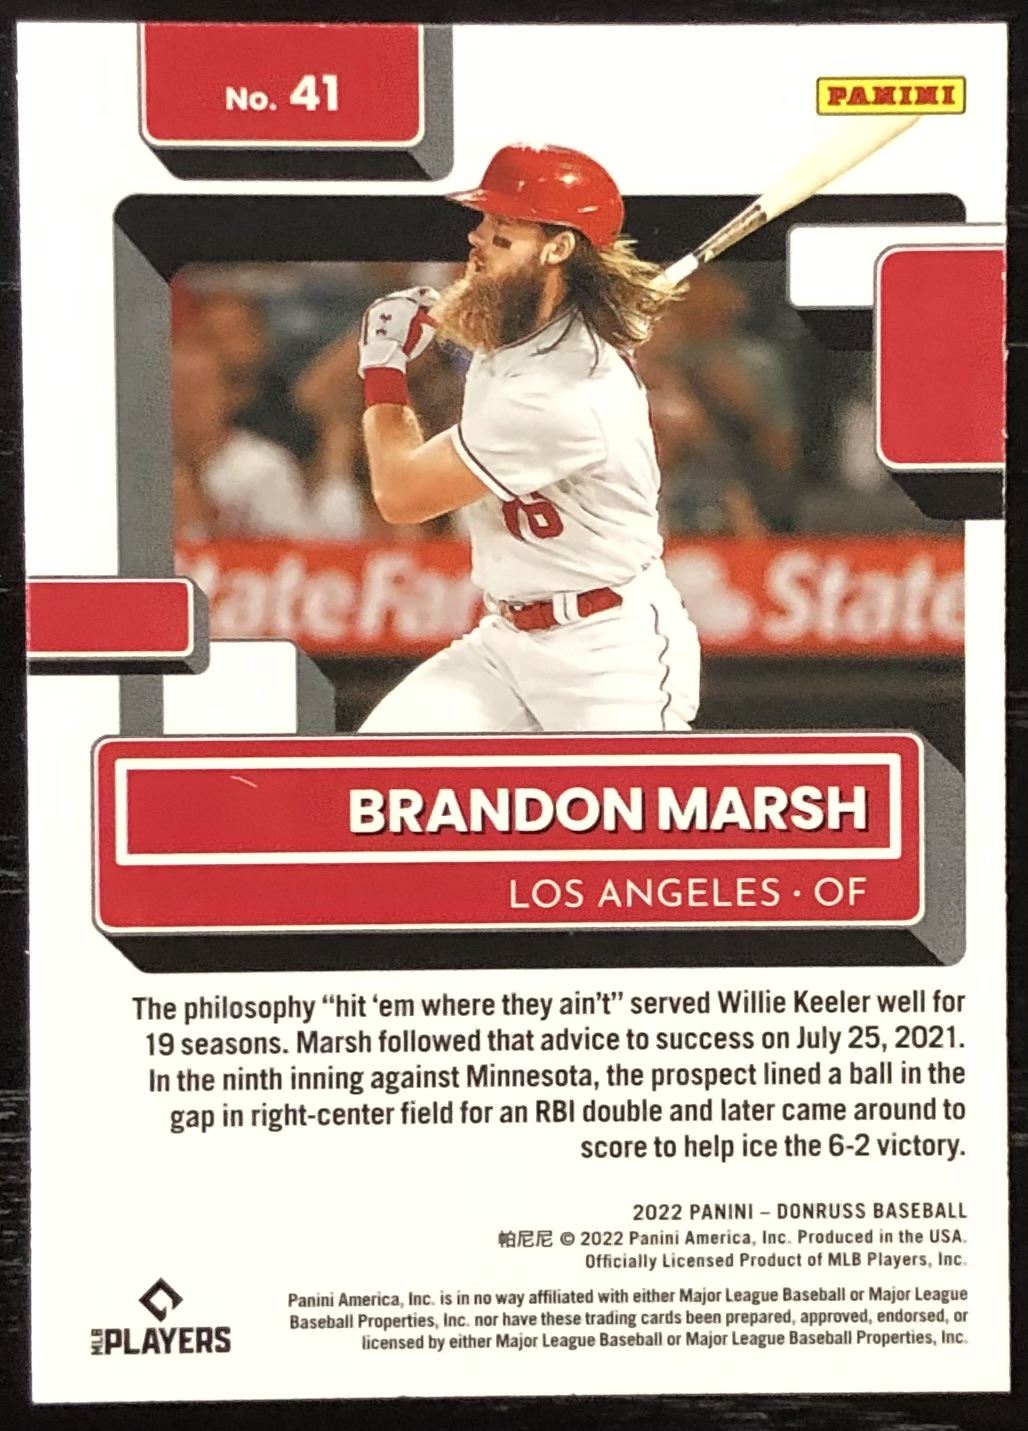 No. 41
PANINI
16
StateFar
State
BRANDON MARSH
LOS ANGELES · OF
The philosophy “hit ‘em where they ain’t” served Willie Keeler well for
19 seasons. Marsh followed that advice to success on July 25, 2021.
In the ninth inning against Minnesota, the prospect lined a ball in the
gap in right-center field for an RBI double and later came around to
score to help ice the 6-2 victory.
2022 PANINI – DONRUSS BASEBALL
帕尼尼 © 2022 Panini America, Inc. Produced in the USA.
Officially Licensed Product of MLB Players, Inc.
Panini America, Inc. is in no way affiliated with either Major League Baseball or Major League
Baseball Properties, Inc. nor have these trading cards been prepared, approved, endorsed, or
licensed by either Major League Baseball or Major League Baseball Properties, Inc.
MLB PLAYERS